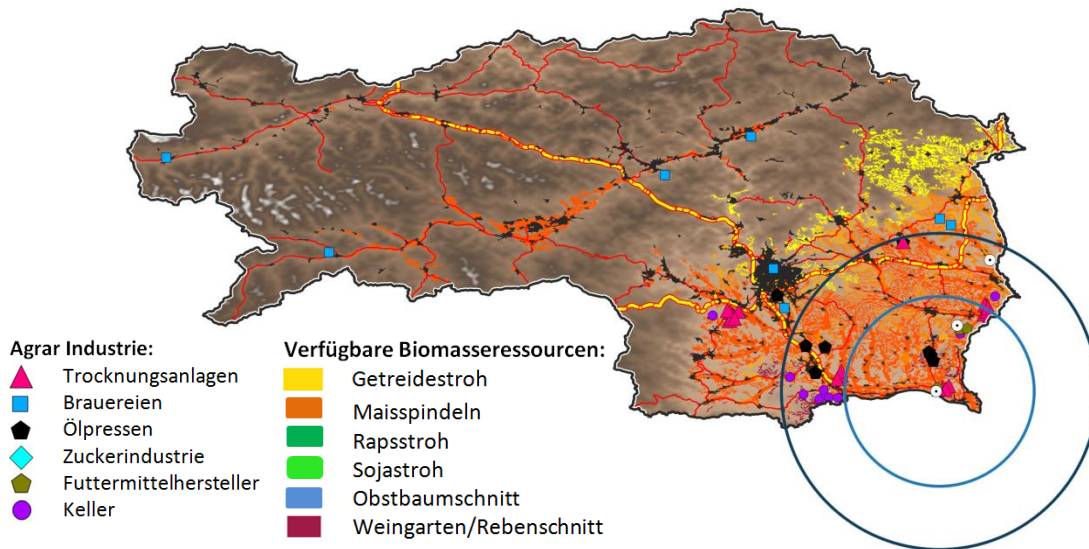 Agrar Industrie:
Trocknungsanlagen
Brauereien
Ölpressen
Zuckerindustrie
Futtermittelhersteller
Keller
Verfügbare Biomasseressourcen:
Getreidestroh
Maisspindeln
Rapsstroh
Sojastroh
Obstbaumschnitt
Weingarten/Rebenschnitt